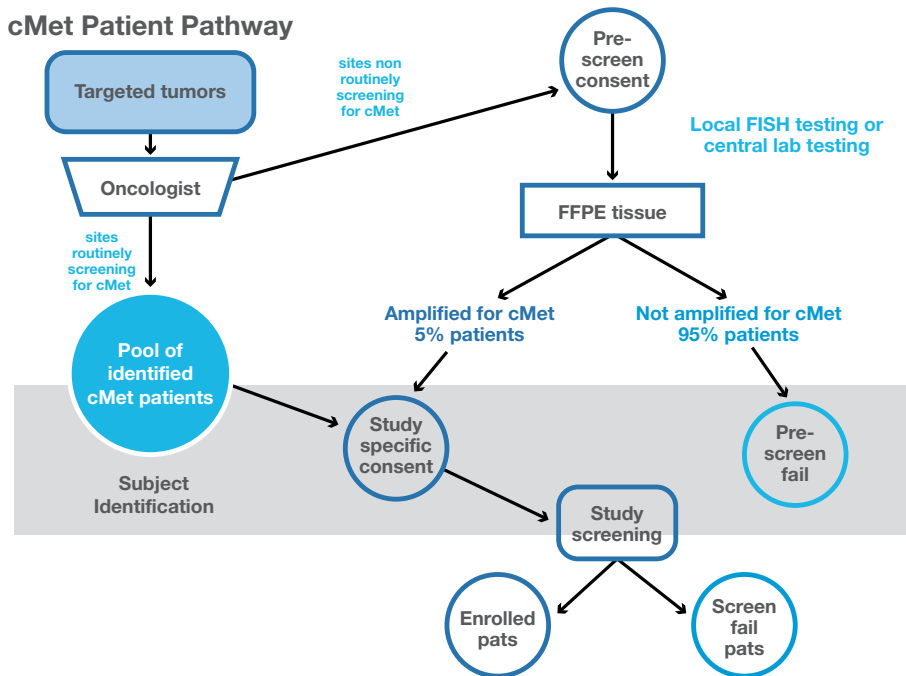 cMet Patient Pathway
Targeted tumors
Oncologist
sites non
routinely
screening
for cMet
Pre-
screen
consent
Local FISH testing or
central lab testing
FFPE tissue
sites
routinely
screening
for cMet
Amplified for cMet
5% patients
Not amplified for cMet
95% patients
Pool of
identified
cMet patients
Study
specific
consent
Pre-
screen
fail
Subject
Identification
Study
screening
Enrolled
pats
Screen
fail
pats